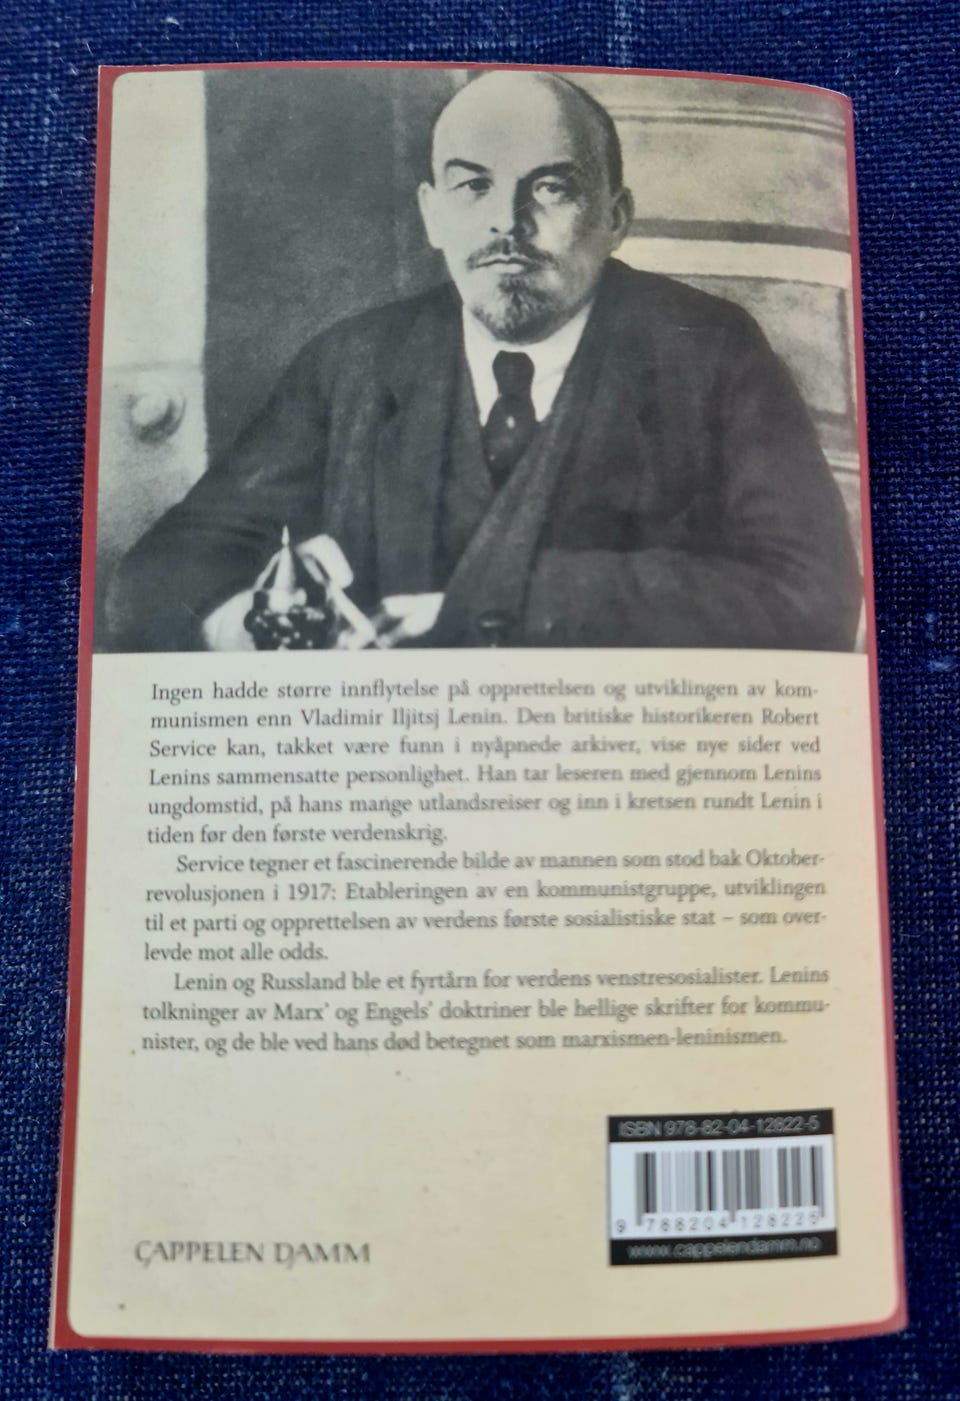 Ingen hadde større innflytelse på opprettelsen og utviklingen av kom-
munismen enn Vladimir Iljitsj Lenin. Den britiske historikeren Robert
Service kan, takket være funn i nyåpnede arkiver, vise nye sider ved
Lenins sammensatte personlighet. Han tar leseren med gjennom Lenins
ungdomstid, på hans mange utlandsreiser og inn i kretsen rundt Lenin i
tiden før den første verdenskrig.
Service tegner et fascinerende bilde av mannen som stod bak Oktober-
revolusjonen i 1917: Etableringen av en kommunistgruppe, utviklingen
til et parti og opprettelsen av verdens første sosialistiske stat – som over-
levde mot alle odds.
Lenin og Russland ble et fyrtårn for verdens venstresosialister. Lenins
tolkninger av Marx’ og Engels’ doktriner ble hellige skrifter for kommu-
nister, og de ble ved hans død betegnet som marxismen-leninismen.
ISBN 978-82-04-12822-5
9 788204 128225
www.cappelendamm.no
CAPPELEN DAMM